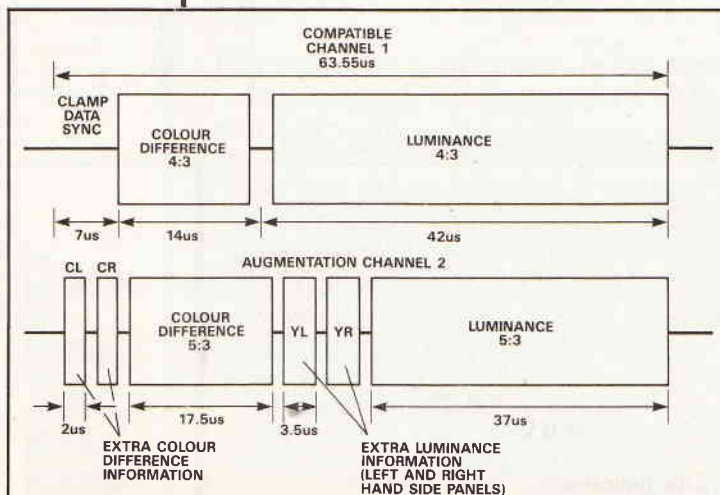 COMPATIBLE
CHANNEL 1
63.55us
CLAMP
DATA
SYNC
COLOUR
DIFFERENCE
4:3
LUMINANCE
4:3
7us
14us
42us
CL
CR
AUGMENTATION CHANNEL 2
COLOUR
DIFFERENCE
5:3
YL
YR
LUMINANCE
5:3
2us
17.5us
3.5us
37us
EXTRA COLOUR
DIFFERENCE
INFORMATION
EXTRA LUMINANCE
INFORMATION
(LEFT AND RIGHT
HAND SIDE PANELS)